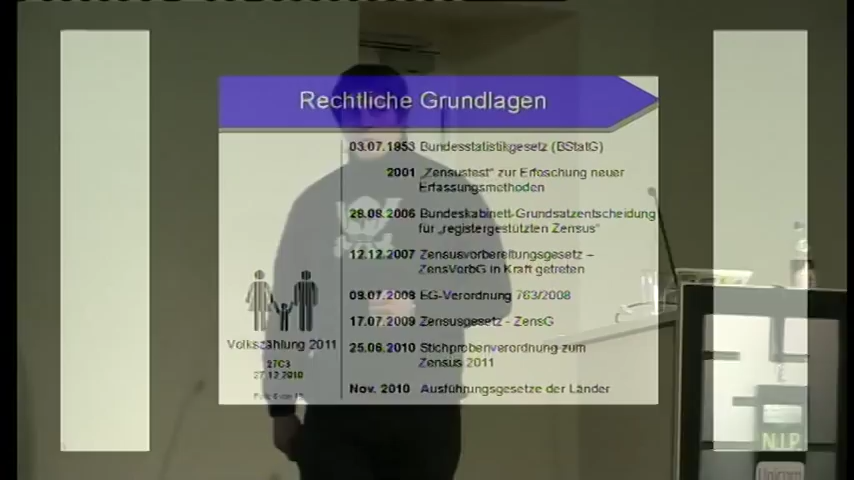 Rechtliche Grundlagen
03.07.1953 Bundesstatistikgesetz (BStatG)
2001 „Zensustest" zur Erfoschung neuer
Erfassungsmethoden
28.08.2006 Bundeskabinett-Grundsatzentscheidung
für „registergestützten Zensus"
12.12.2007 Zensusvorbereitungsgesetz –
ZensVorbG in Kraft getreten
09.07.2008 EG-Verordnung 763/2008
17.07.2009 Zensusgesetz - ZensG
25.06.2010 Stichprobenverordnung zum
Zensus 2011
Nov. 2010 Ausführungsgesetze der Länder
Volkszählung 2011
27C3
27.12.2010
N.I.P
Unicorn